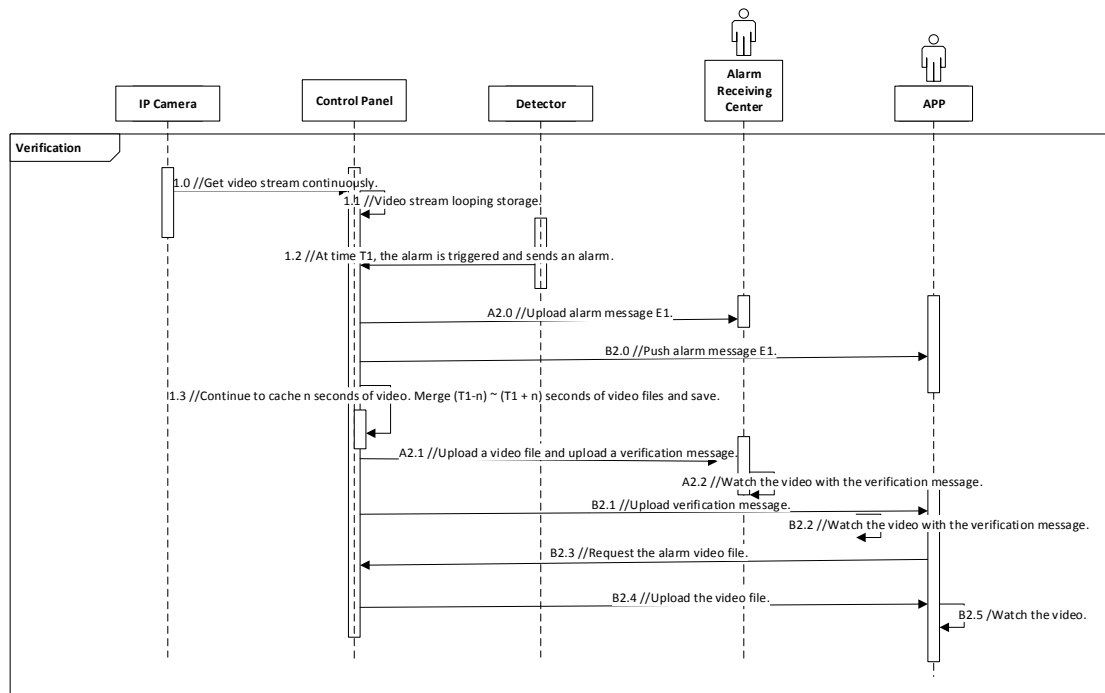 Alarm
Receiving
Center
IP Camera
Control Panel
Detector
APP
Verification
1.0 //Get video stream continuously.
1.1 //Video stream looping storage.
1.2 //At time T1, the alarm is triggered and sends an alarm.
A2.0 //Upload alarm message E1.
B2.0 //Push alarm message E1.
1.3 //Continue to cache n seconds of video. Merge (T1-n) ~ (T1 + n) seconds of video files and save.
A2.1 //Upload a video file and upload a verification message.
A2.2 //Watch the video with the verification message.
B2.1 //Upload verification message.
B2.2 //Watch the video with the verification message.
B2.3 //Request the alarm video file.
B2.4 //Upload the video file.
B2.5 /Watch the video.